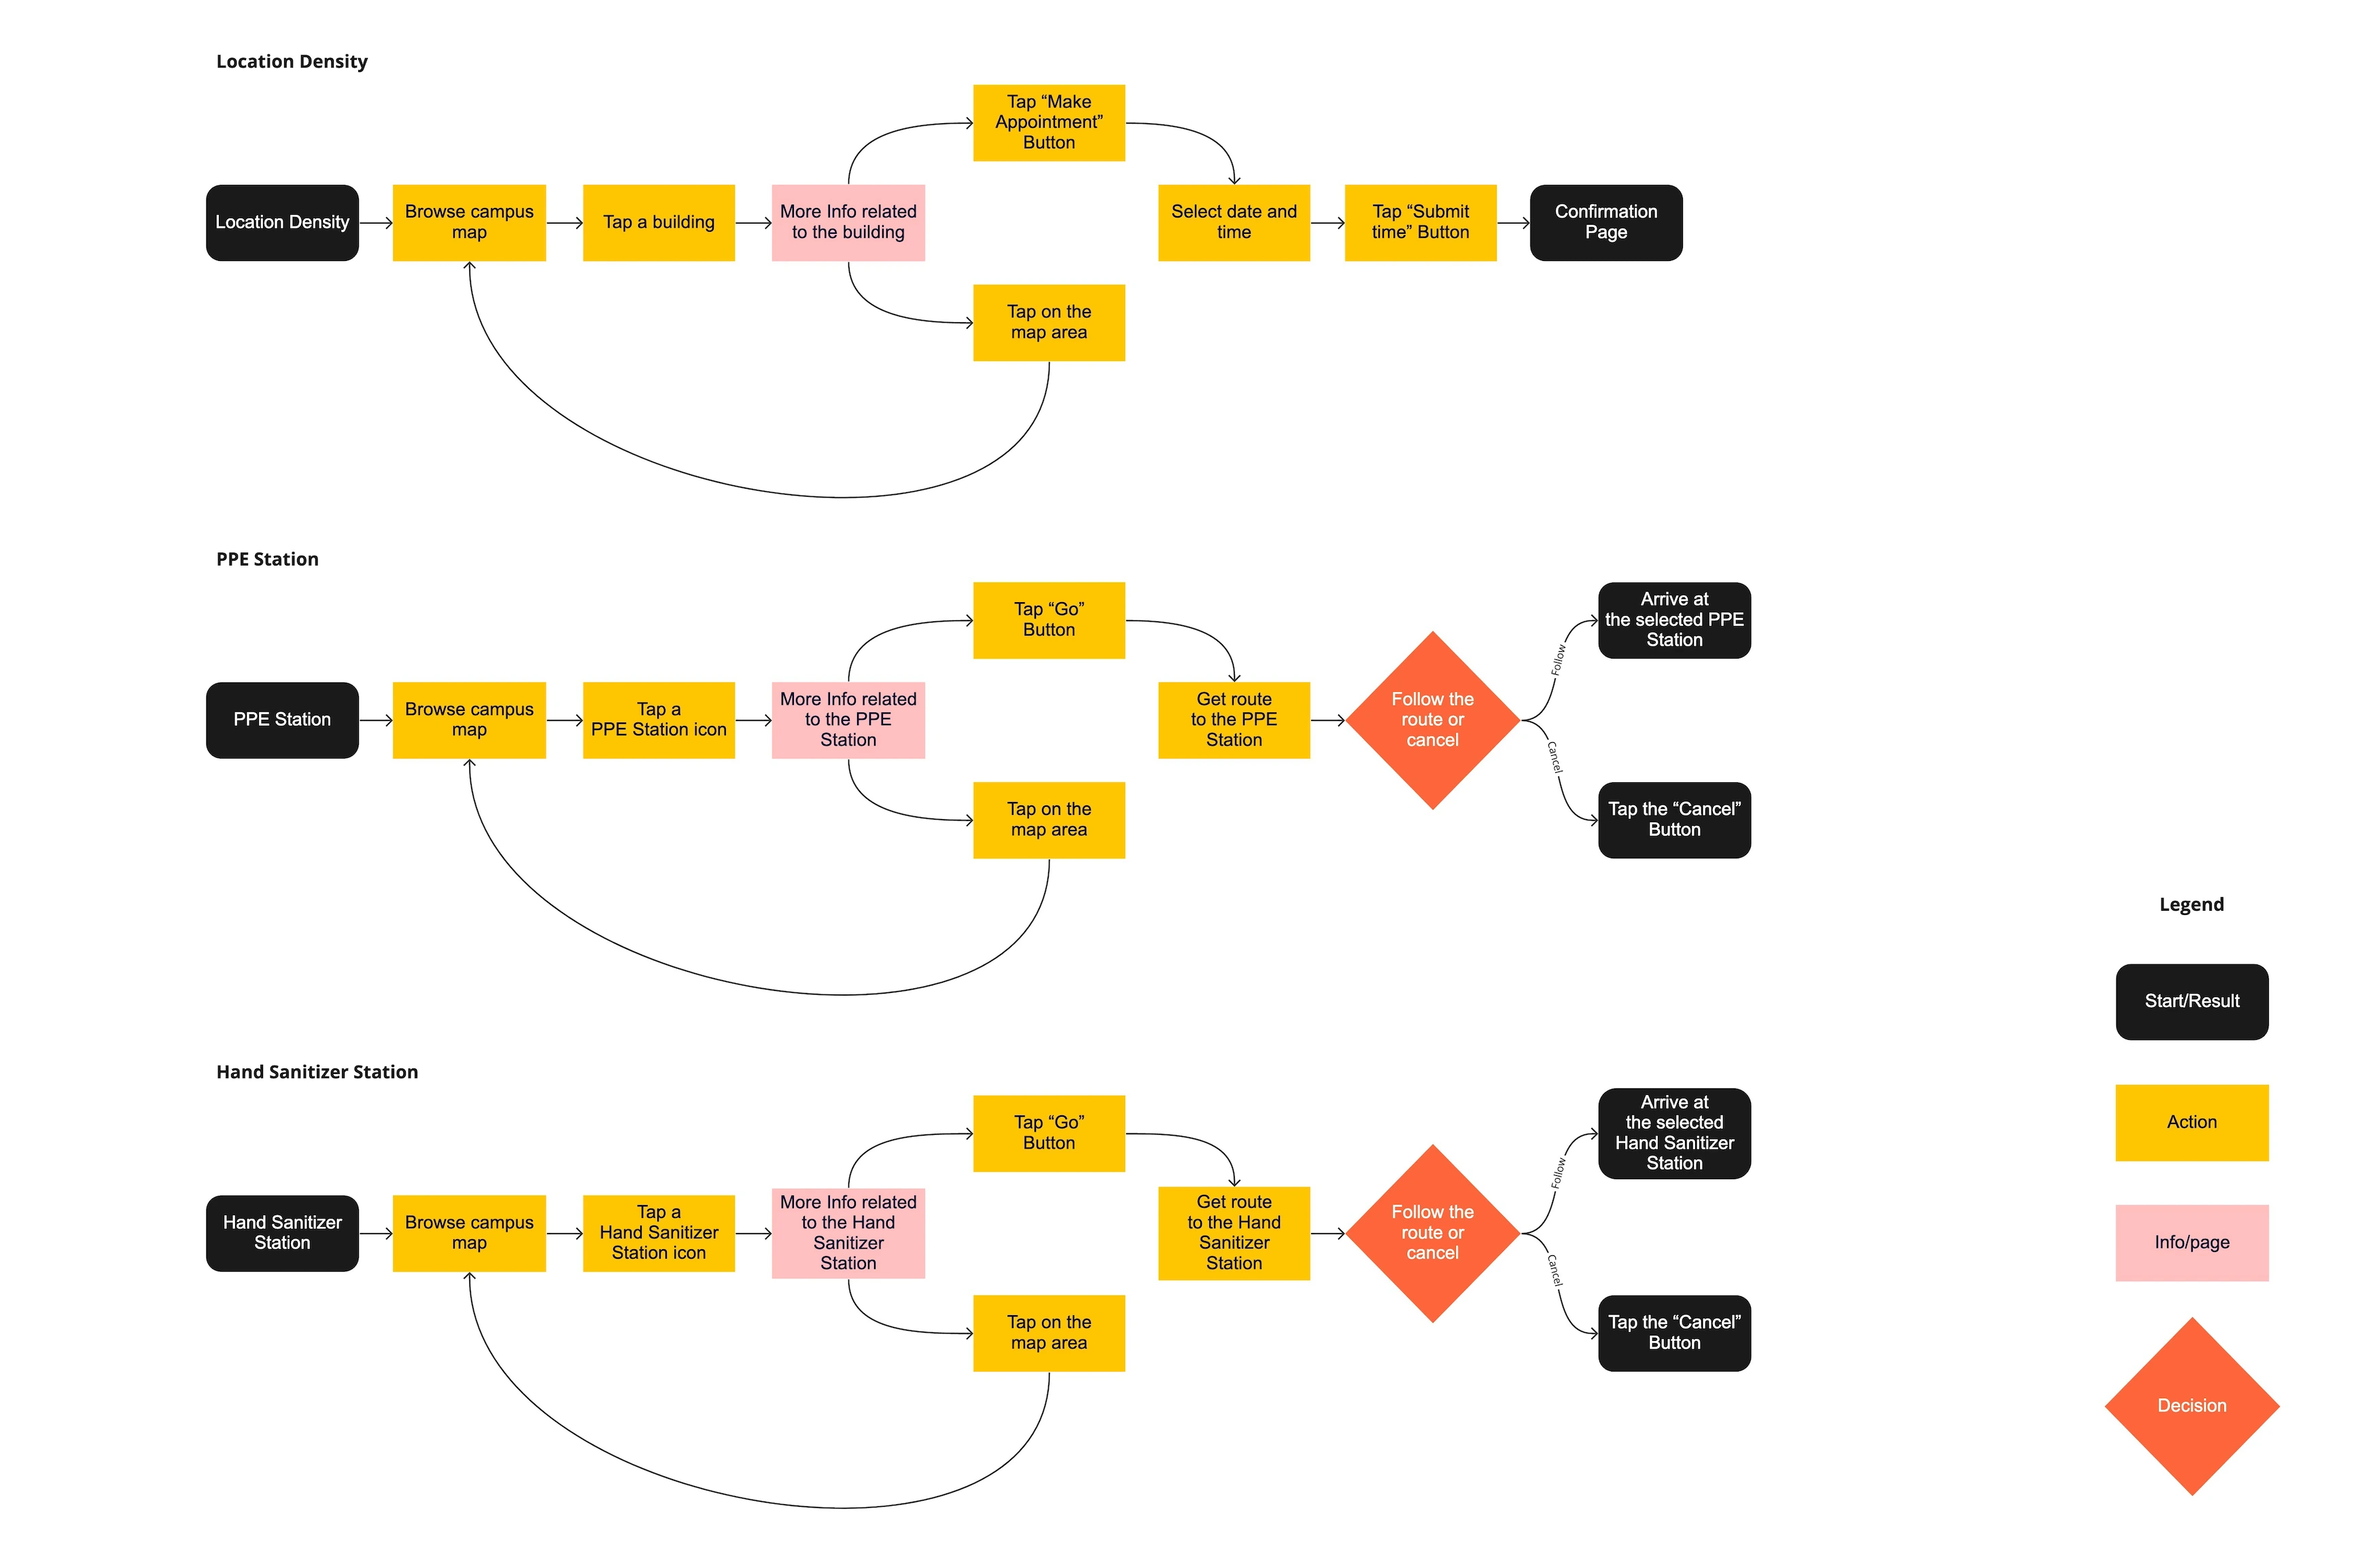 Location Density
Tap “Make
Appointment”
Button
Location Density
Browse campus
map
Tap a building
More Info related
to the building
Select date and
time
Tap “Submit
time” Button
Confirmation
Page
Tap on the
map area
PPE Station
Tap “Go”
Button
Arrive at
the selected PPE
Station
Follow
PPE Station
Browse campus
map
Tap a
PPE Station icon
More Info related
to the PPE
Station
Get route
to the PPE
Station
Follow the
route or
cancel
Cancel
Tap on the
map area
Tap the “Cancel”
Button
Legend
Start/Result
Action
Info/page
Decision
Hand Sanitizer Station
Tap “Go”
Button
Arrive at
the selected
Hand Sanitizer
Station
Follow
Hand Sanitizer
Station
Browse campus
map
Tap a
Hand Sanitizer
Station icon
More Info related
to the Hand
Sanitizer
Station
Get route
to the Hand
Sanitizer
Station
Follow the
route or
cancel
Cancel
Tap on the
map area
Tap the “Cancel”
Button